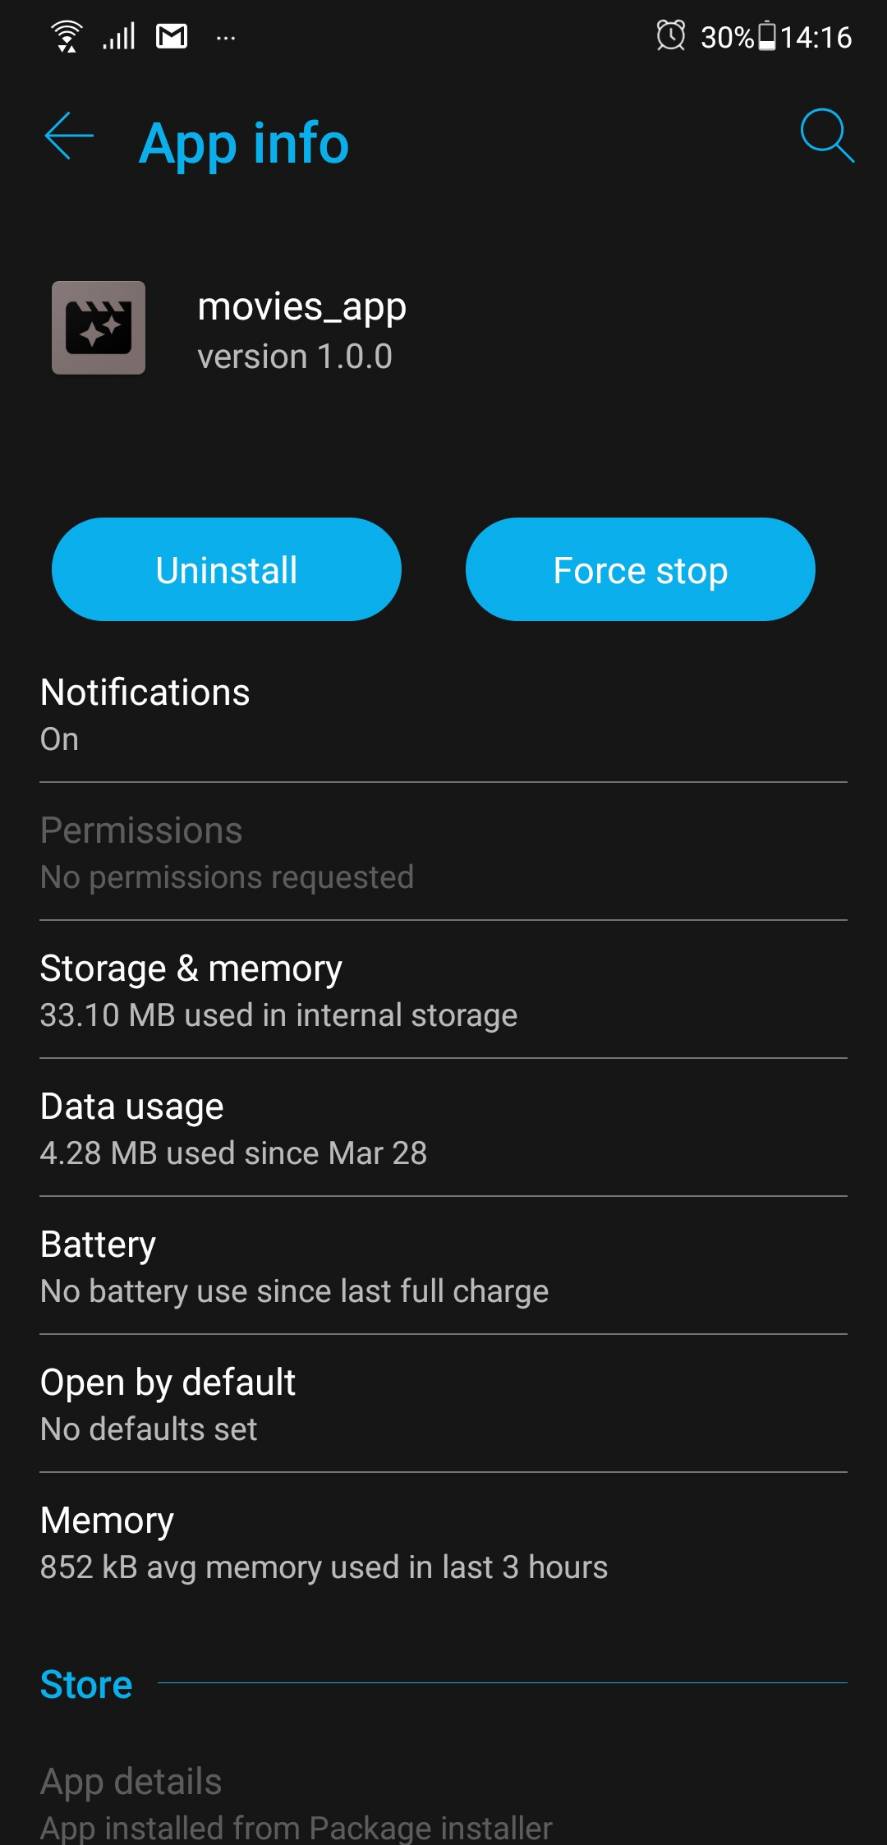 ... 30% 14:16
App info
movies_app
version 1.0.0
Uninstall Force stop
Notifications
On
Permissions
No permissions requested
Storage & memory
33.10 MB used in internal storage
Data usage
4.28 MB used since Mar 28
Battery
No battery use since last full charge
Open by default
No defaults set
Memory
852 kB avg memory used in last 3 hours
Store
App details
App installed from Package installer